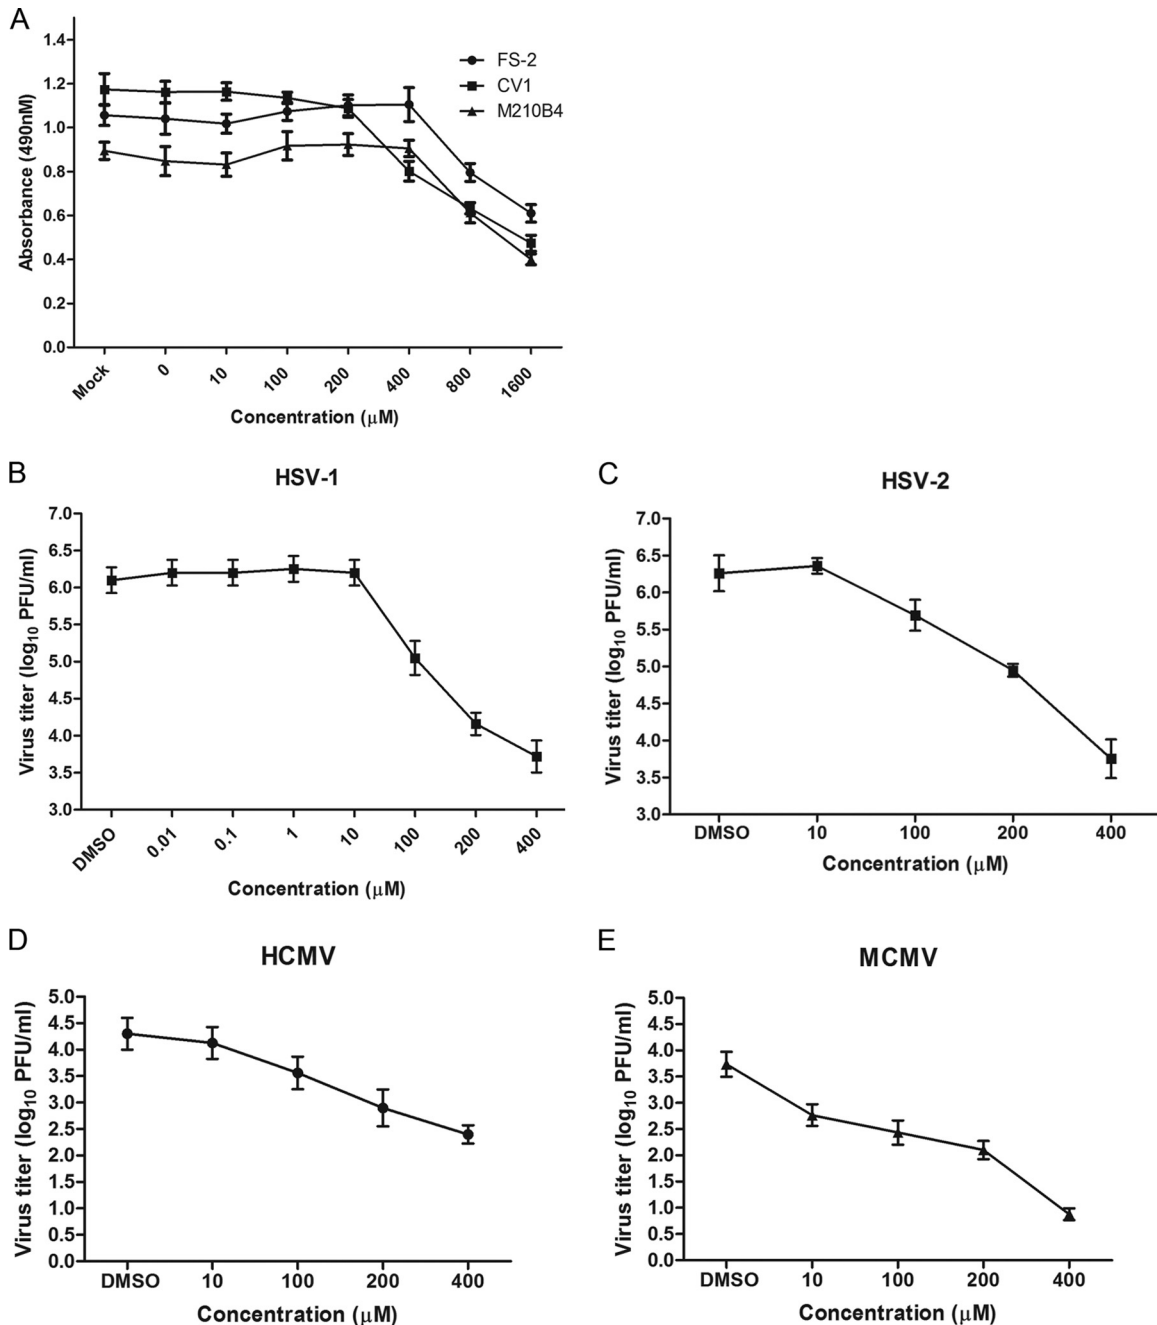 A
Absorbance (490nM)
1.4
1.2
1.0
0.8
0.6
0.4
0.2
0.0
FS-2
CV1
M210B4
Mock 0 10 100 200 400 800 1600
Concentration (μM)
B
HSV-1
Virus titer (log10 PFU/ml)
7.0
6.5
6.0
5.5
5.0
4.5
4.0
3.5
3.0
DMSO 0.01 0.1 1 10 100 200 400
Concentration (μM)
C
HSV-2
Virus titer (log10 PFU/ml)
7.0
6.5
6.0
5.5
5.0
4.5
4.0
3.5
3.0
DMSO 10 100 200 400
Concentration (μM)
D
HCMV
Virus titer (log10 PFU/ml)
5.0
4.5
4.0
3.5
3.0
2.5
2.0
1.5
1.0
0.5
0.0
DMSO 10 100 200 400
Concentration (μM)
E
MCMV
Virus titer (log10 PFU/ml)
5.0
4.5
4.0
3.5
3.0
2.5
2.0
1.5
1.0
0.5
0.0
DMSO 10 100 200 400
Concentration (μM)